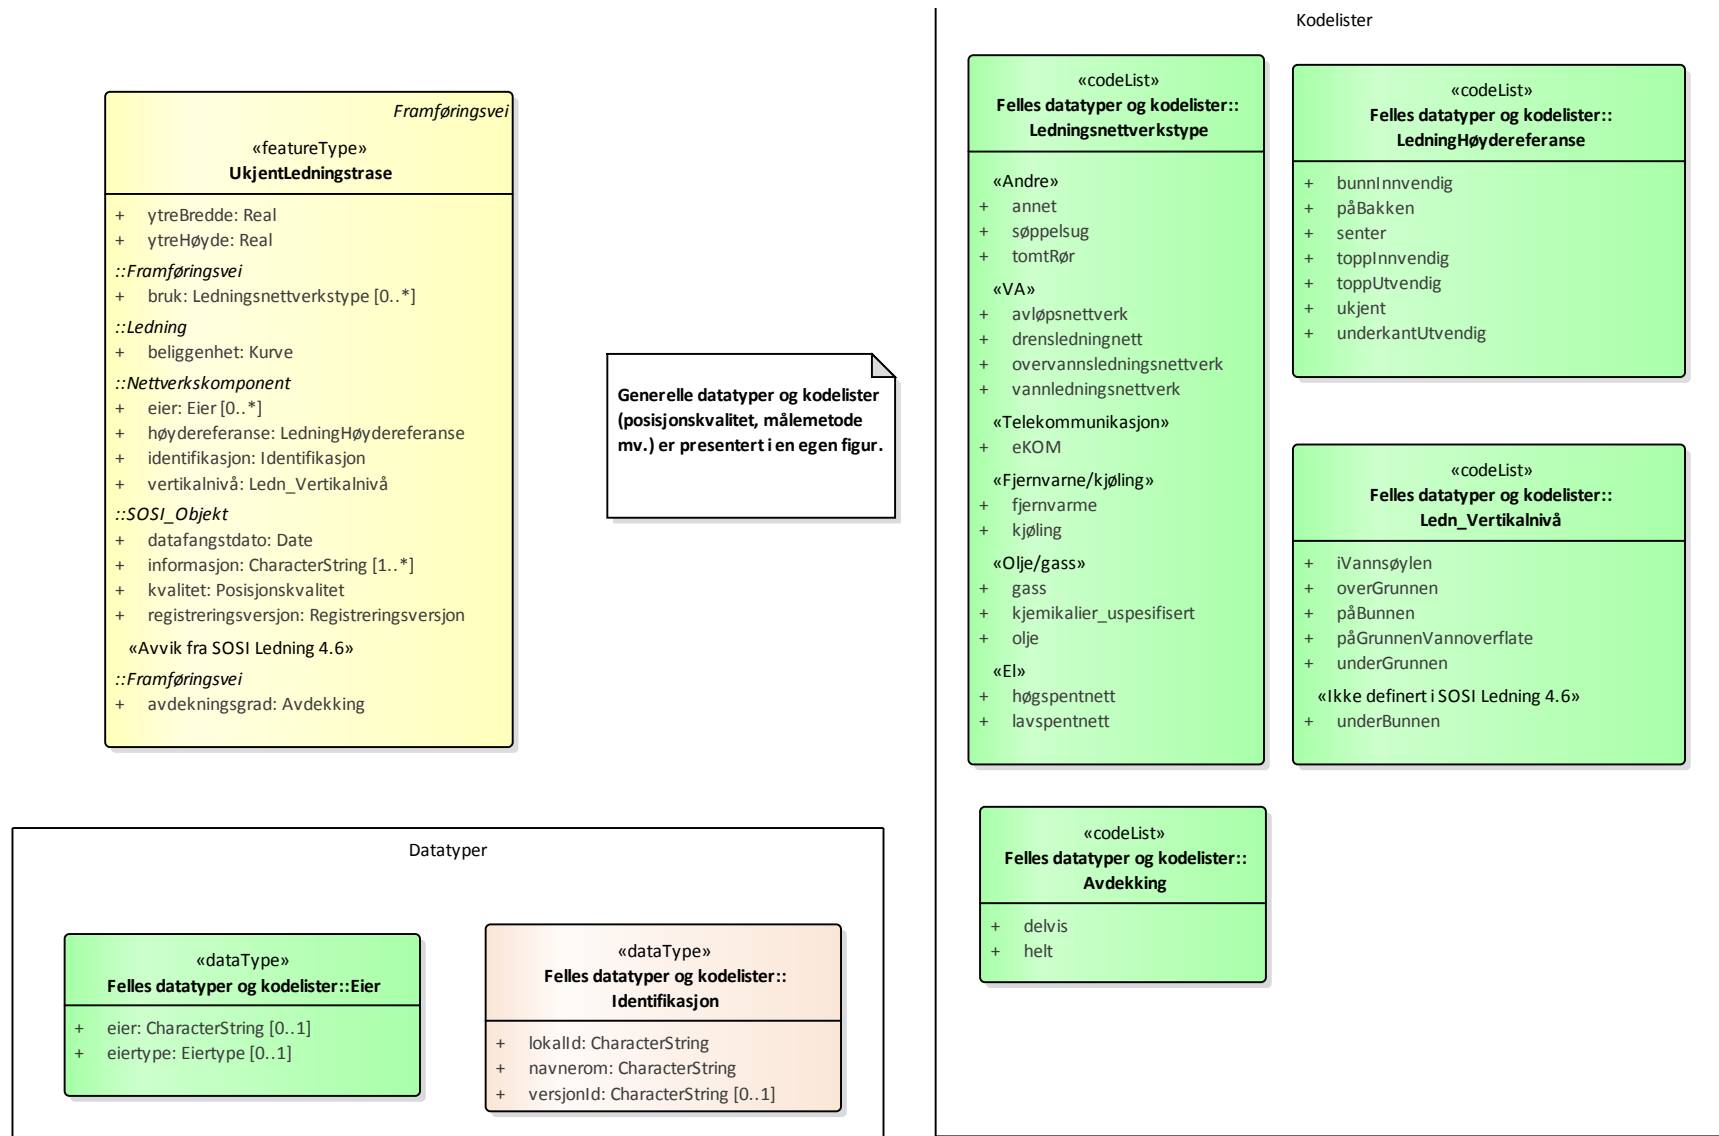 Framføringsvei
«featureType»
UkjentLedningstrase
+ ytreBredde: Real
+ ytreHøyde: Real
::Framføringsvei
+ bruk: Ledningsnettverkstype [0..*]
::Ledning
+ beliggenhet: Kurve
::Nettverkskomponent
+ eier: Eier [0..*]
+ høydereferanse: LedningHøydereferanse
+ identifikasjon: Identifikasjon
+ vertikalnivå: Ledn_Vertikalnivå
::SOSI_Objekt
+ datafangstdato: Date
+ informasjon: CharacterString [1..*]
+ kvalitet: Posisjonskvalitet
+ registreringsversjon: Registreringsversjon
«Avvik fra SOSI Ledning 4.6»
::Framføringsvei
+ avdekningsgrad: Avdekking
Generelle datatyper og kodelister
(posisjonskvalitet, målemetode
mv.) er presentert i en egen figur.
Datatyper
«dataType»
Felles datatyper og kodelister::Eier
+ eier: CharacterString [0..1]
+ eiertype: Eiertype [0..1]
«dataType»
Felles datatyper og kodelister::
Identifikasjon
+ lokalId: CharacterString
+ navnerom: CharacterString
+ versjonId: CharacterString [0..1]
Kodelister
«codeList»
Felles datatyper og kodelister::
Ledningsnettverkstype
«Andre»
+ annet
+ søppelsug
+ tomtRør
«VA»
+ avløpsnettverk
+ drensledningnett
+ overvannsledningsnettverk
+ vannledningsnettverk
«Telekommunikasjon»
+ eKOM
«Fjernvarne/kjøling»
+ fjernvarme
+ kjøling
«Olje/gass»
+ gass
+ kjemikalier_uspesifisert
+ olje
«El»
+ høgspentnett
+ lavspentnett
«codeList»
Felles datatyper og kodelister::
LedningHøydereferanse
+ bunnInnvendig
+ påBakken
+ senter
+ toppInnvendig
+ toppUtvendig
+ ukjent
+ underkantUtvendig
«codeList»
Felles datatyper og kodelister::
Ledn_Vertikalnivå
+ iVannsøylen
+ overGrunnen
+ påBunnen
+ påGrunnenVannoverflate
+ underGrunnen
«Ikke definert i SOSI Ledning 4.6»
+ underBunnen
«codeList»
Felles datatyper og kodelister::
Avdekking
+ delvis
+ helt